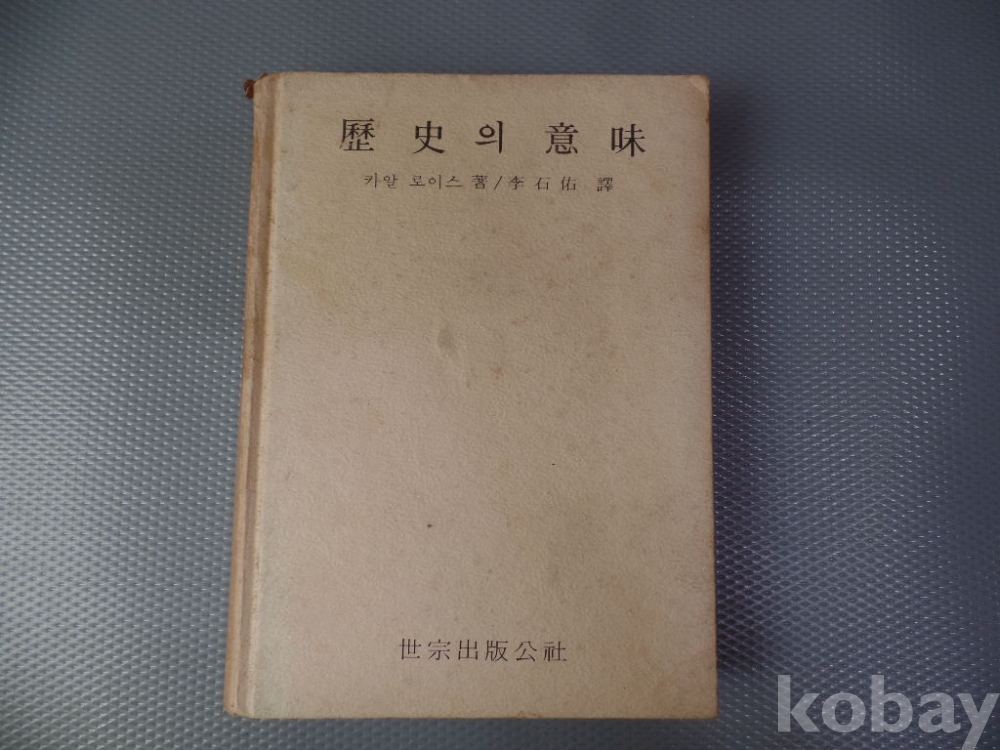 歷史의 意味
카알 로이스 著 / 李石佑 譯
世宗出版公社
kobay